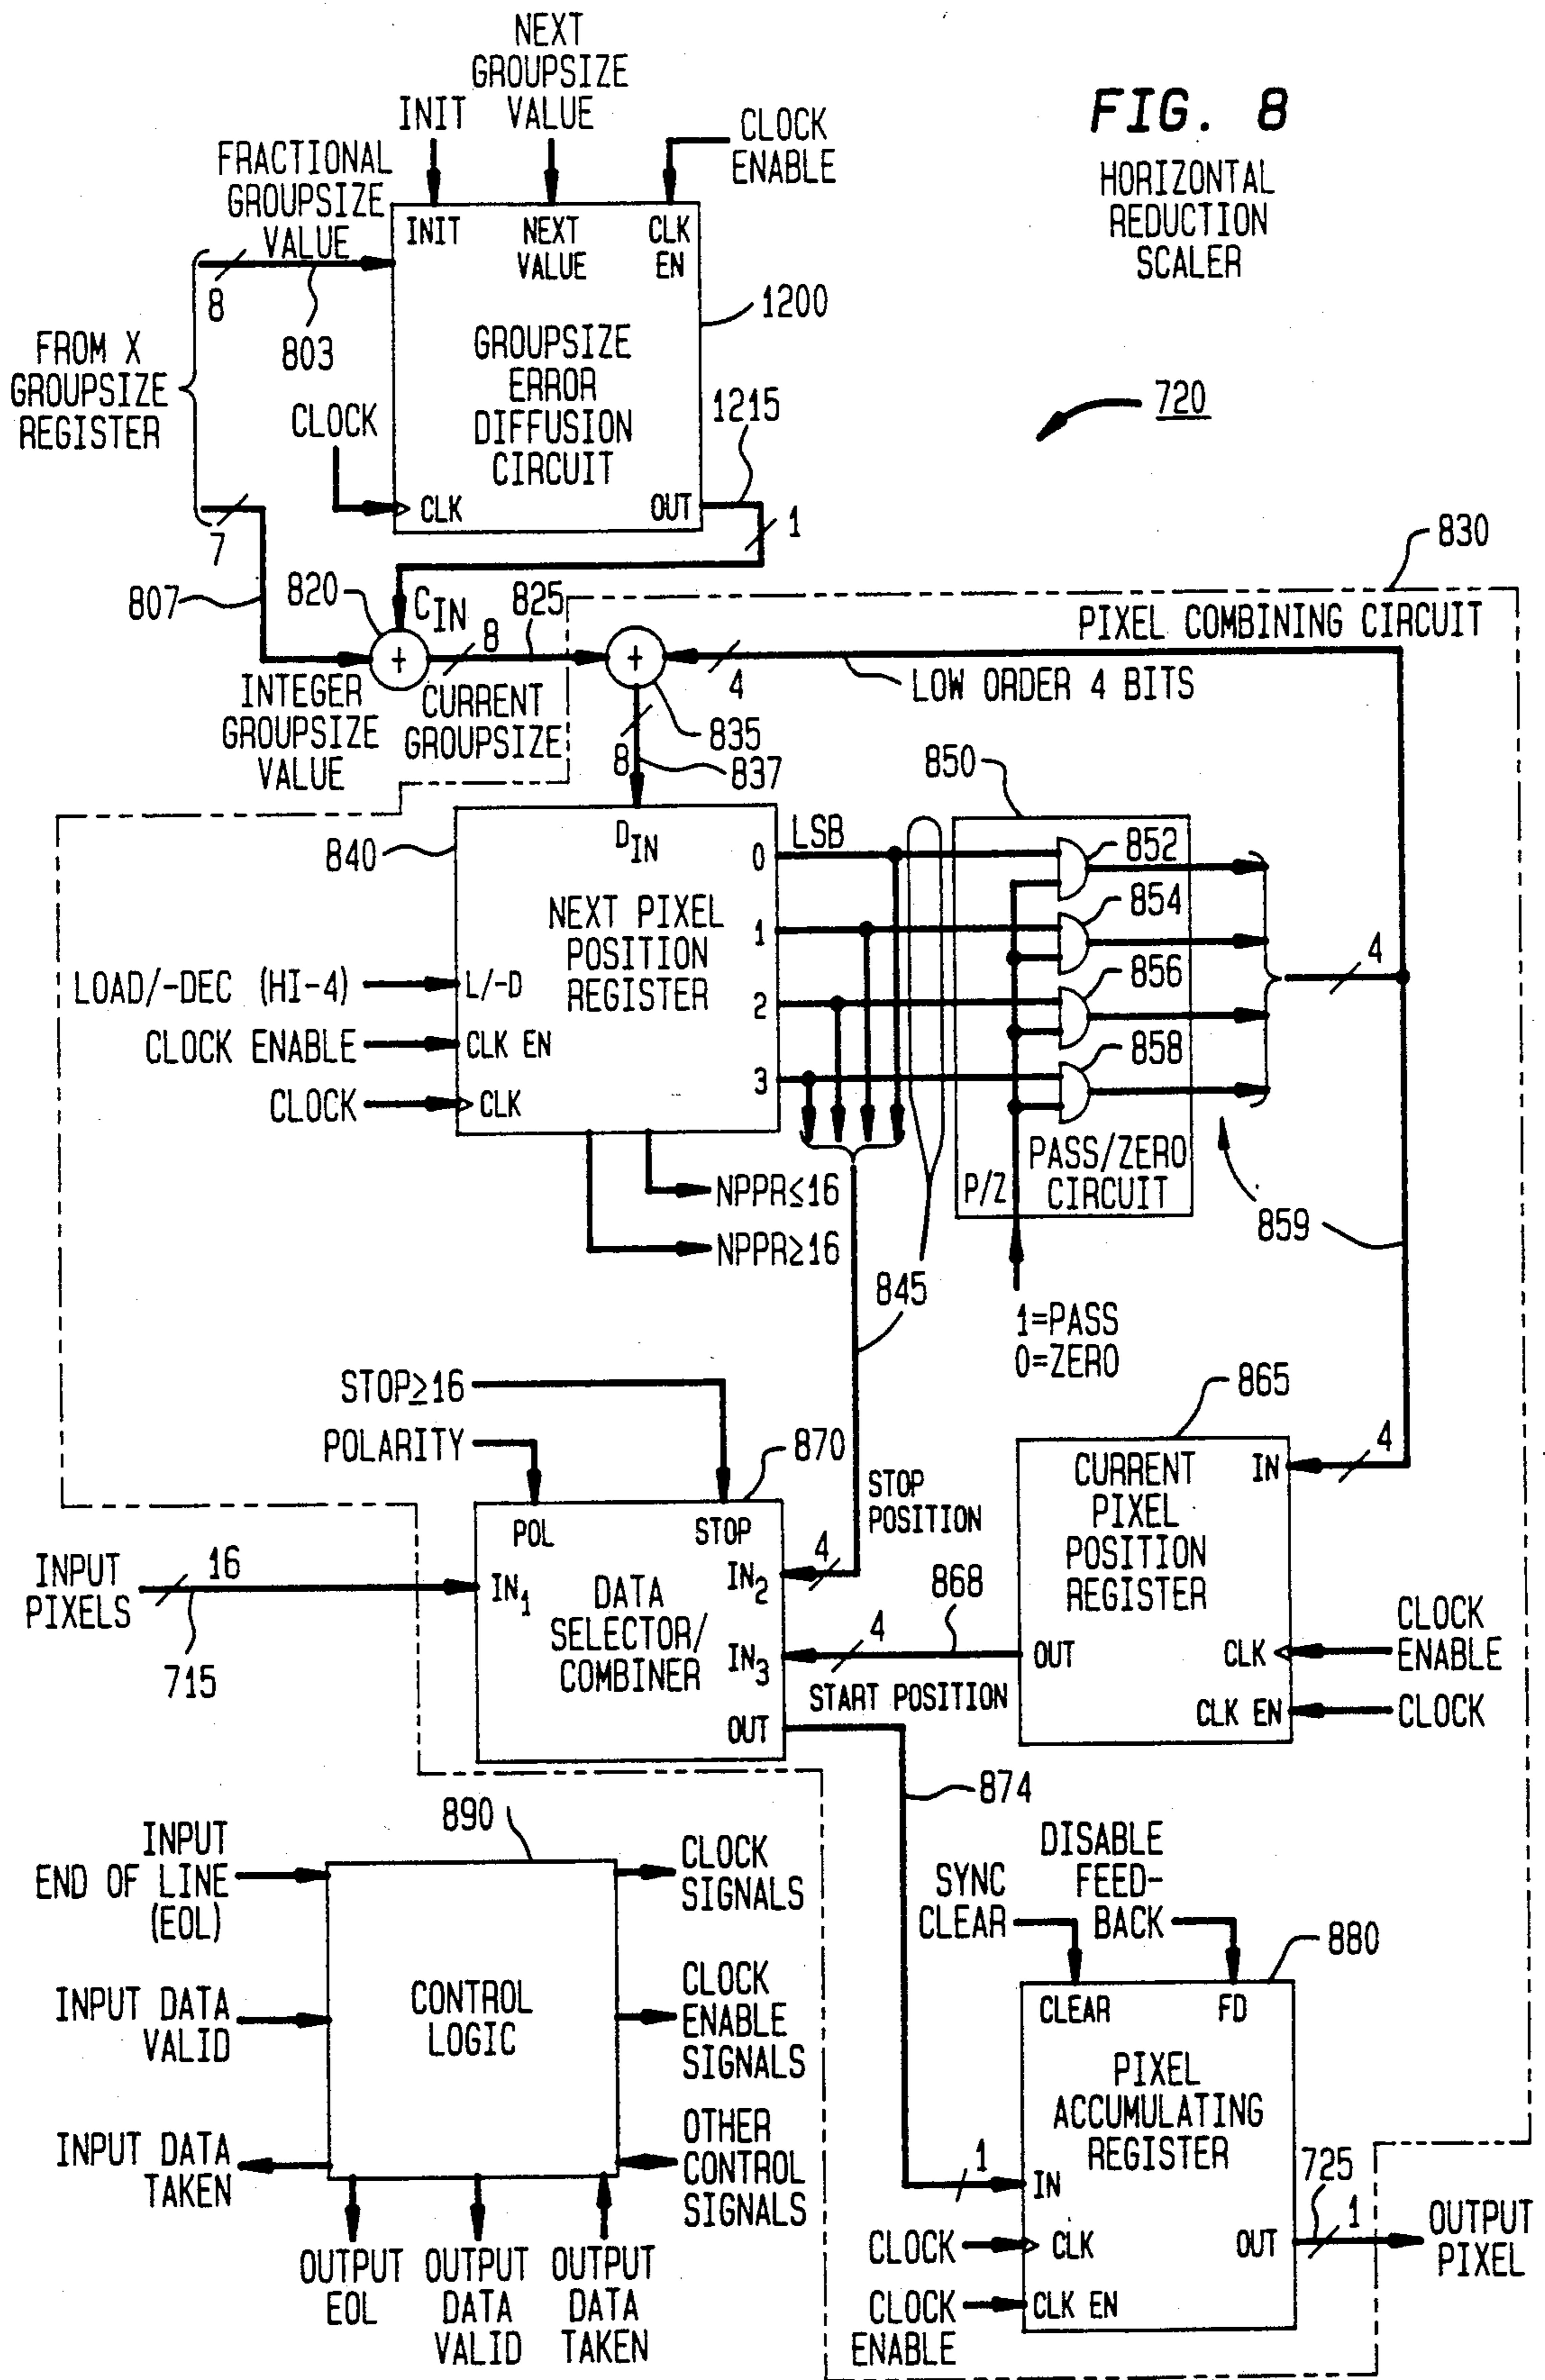 FIG. 8
HORIZONTAL
REDUCTION
SCALER
NEXT
GROUPSIZE
VALUE
INIT
CLOCK
ENABLE
FRACTIONAL
GROUPSIZE
VALUE
8
803
FROM X
GROUPSIZE
REGISTER
INIT
NEXT
VALUE
CLK
EN
1200
GROUPSIZE
ERROR
DIFFUSION
CIRCUIT
CLOCK
CLK
OUT
1215
1
720
7
807
820
CIN
8
825
INTEGER
GROUPSIZE
VALUE
+
CURRENT
GROUPSIZE
830
PIXEL COMBINING CIRCUIT
+
4
LOW ORDER 4 BITS
835
8
837
840
DIN
NEXT PIXEL
POSITION
REGISTER
LOAD/-DEC (HI-4)
L/-D
CLOCK ENABLE
CLK EN
CLOCK
CLK
0
1
2
3
LSB
850
852
854
856
858
4
P/Z
PASS/ZERO
CIRCUIT
859
NPPR≤16
NPPR≥16
845
1=PASS
0=ZERO
STOP≥16
POLARITY
870
POL
STOP
INPUT
PIXELS
16
715
IN1
DATA
SELECTOR/
COMBINER
IN2
IN3
OUT
4
STOP
POSITION
4
868
START POSITION
865
CURRENT
PIXEL
POSITION
REGISTER
IN
4
OUT
CLK
CLOCK
ENABLE
CLK EN
CLOCK
874
890
INPUT
END OF LINE
(EOL)
CLOCK
SIGNALS
CONTROL
LOGIC
INPUT DATA
VALID
CLOCK
ENABLE
SIGNALS
INPUT DATA
TAKEN
OTHER
CONTROL
SIGNALS
OUTPUT
EOL
OUTPUT
DATA
VALID
OUTPUT
DATA
TAKEN
SYNC
CLEAR
DISABLE
FEED-
BACK
880
CLEAR
FD
PIXEL
ACCUMULATING
REGISTER
1
IN
CLOCK
CLK
CLOCK
ENABLE
CLK EN
OUT
725
1
OUTPUT
PIXEL